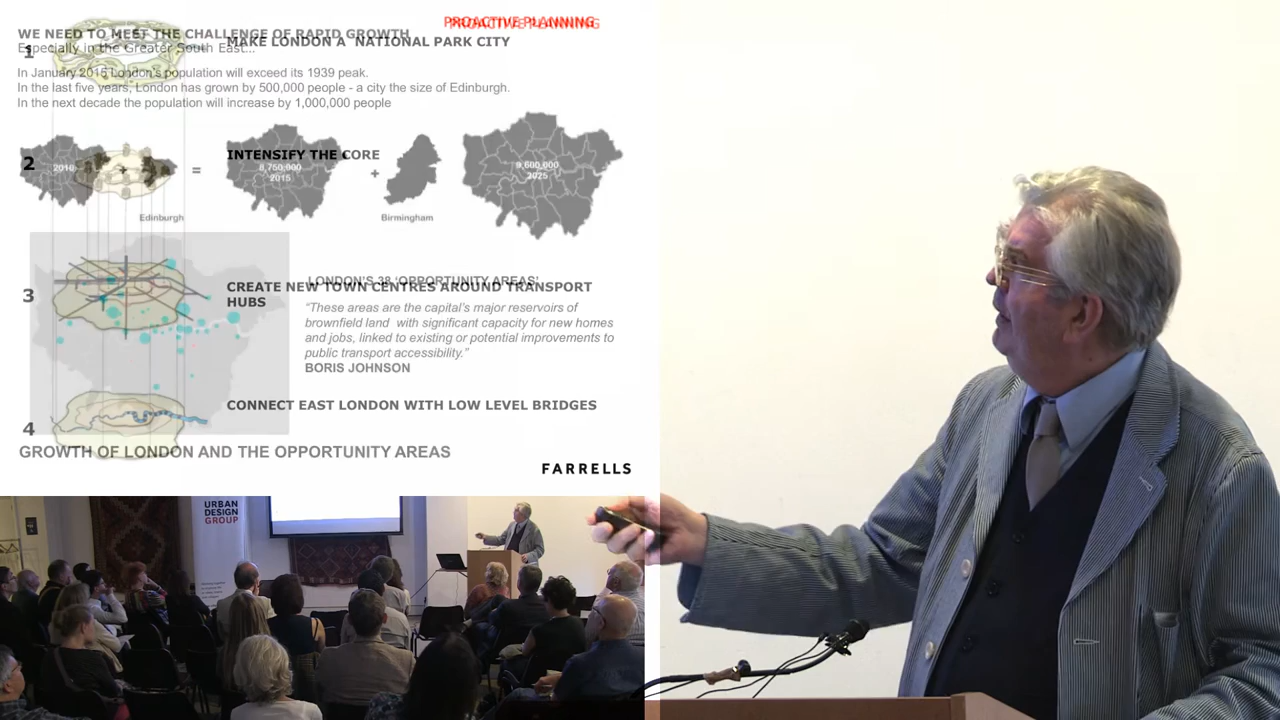 PROACTIVE PLANNING
PROACTIVE PLANNING
WE NEED TO MEET THE CHALLENGE OF RAPID GROWTH
MAKE LONDON A NATIONAL PARK CITY
Especially in the Greater South East...
1
In January 2015 London's population will exceed its 1939 peak.
In the last five years, London has grown by 500,000 people - a city the size of Edinburgh.
In the next decade the population will increase by 1,000,000 people
2
INTENSIFY THE CORE
2010
=
8,750,000
2015
+
9,600,000
2025
Edinburgh
Birmingham
LONDON'S 38 'OPPORTUNITY AREAS'
3
CREATE NEW TOWN CENTRES AROUND TRANSPORT
HUBS
“These areas are the capital’s major reservoirs of
brownfield land with significant capacity for new homes
and jobs, linked to existing or potential improvements to
public transport accessibility.”
BORIS JOHNSON
CONNECT EAST LONDON WITH LOW LEVEL BRIDGES
4
GROWTH OF LONDON AND THE OPPORTUNITY AREAS
FARRELLS
URBAN
DESIGN
GROUP